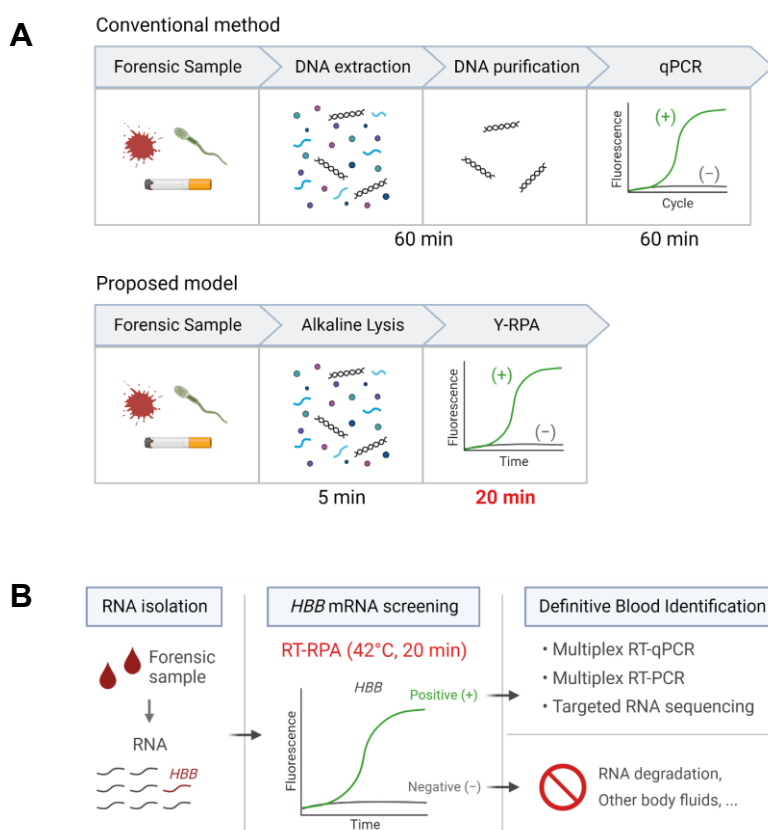 A
Conventional method
Forensic Sample
DNA extraction
DNA purification
qPCR
Fluorescence
(+)
(−)
Cycle
60 min
60 min
Proposed model
Forensic Sample
Alkaline Lysis
Y-RPA
Fluorescence
(+)
(−)
Time
5 min
20 min
B
RNA isolation
Forensic
sample
RNA
HBB
HBB mRNA screening
RT-RPA (42°C, 20 min)
HBB
Fluorescence
Positive (+)
Negative (−)
Time
Definitive Blood Identification
• Multiplex RT-qPCR
• Multiplex RT-PCR
• Targeted RNA sequencing
RNA degradation,
Other body fluids, ...